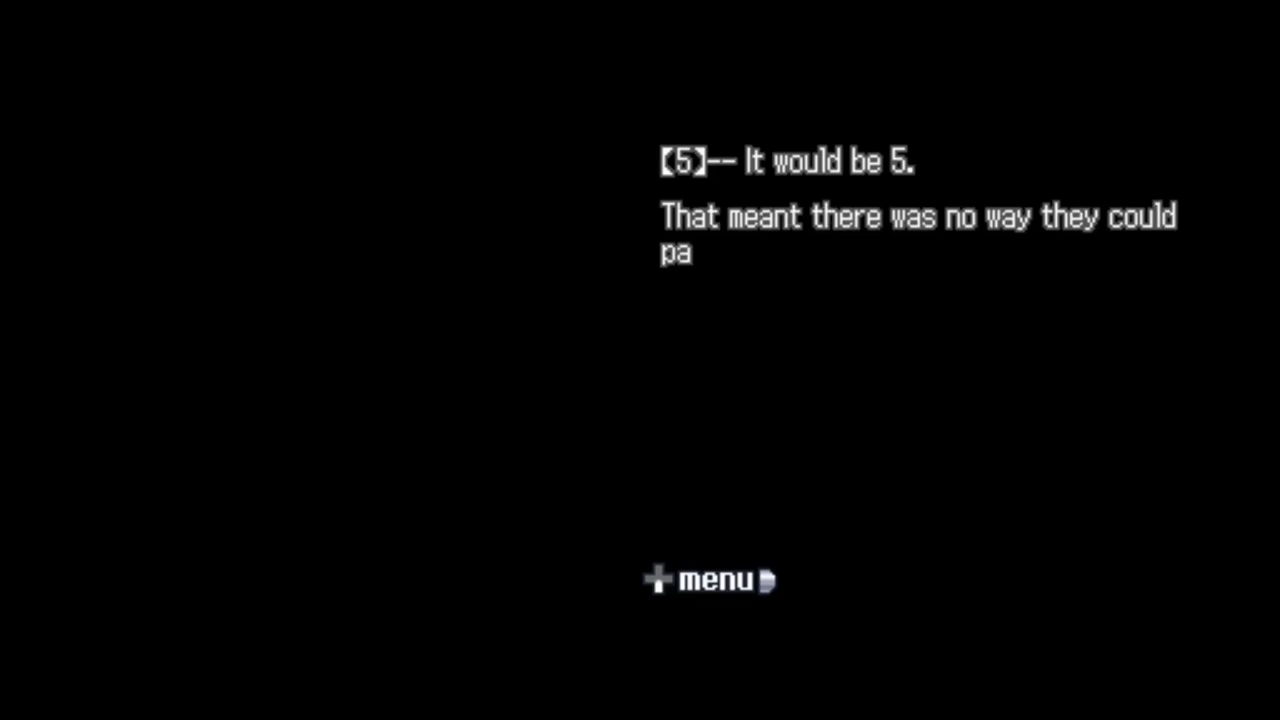 【5】-- It would be 5.
That meant there was no way they could
pa
menu